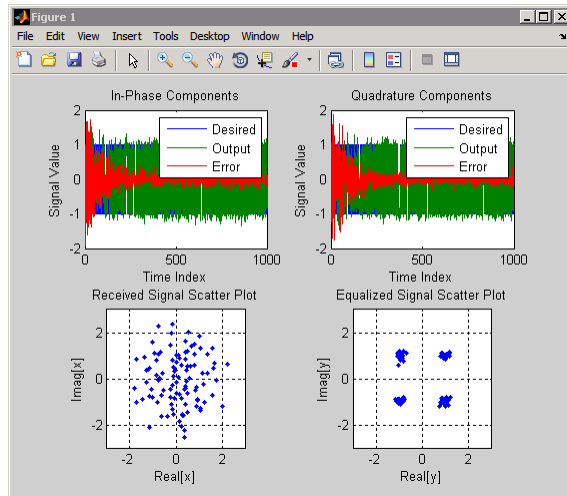 Figure 1
File Edit View Insert Tools Desktop Window Help
In-Phase Components
2
1
0
-1
-2
Signal Value
Desired
Output
Error
0 500 1000
Time Index
Quadrature Components
2
1
0
-1
-2
Signal Value
Desired
Output
Error
0 500 1000
Time Index
Received Signal Scatter Plot
2
0
-2
Imag[x]
-2 0 2
Real[x]
Equalized Signal Scatter Plot
2
0
-2
Imag[y]
-2 0 2
Real[y]